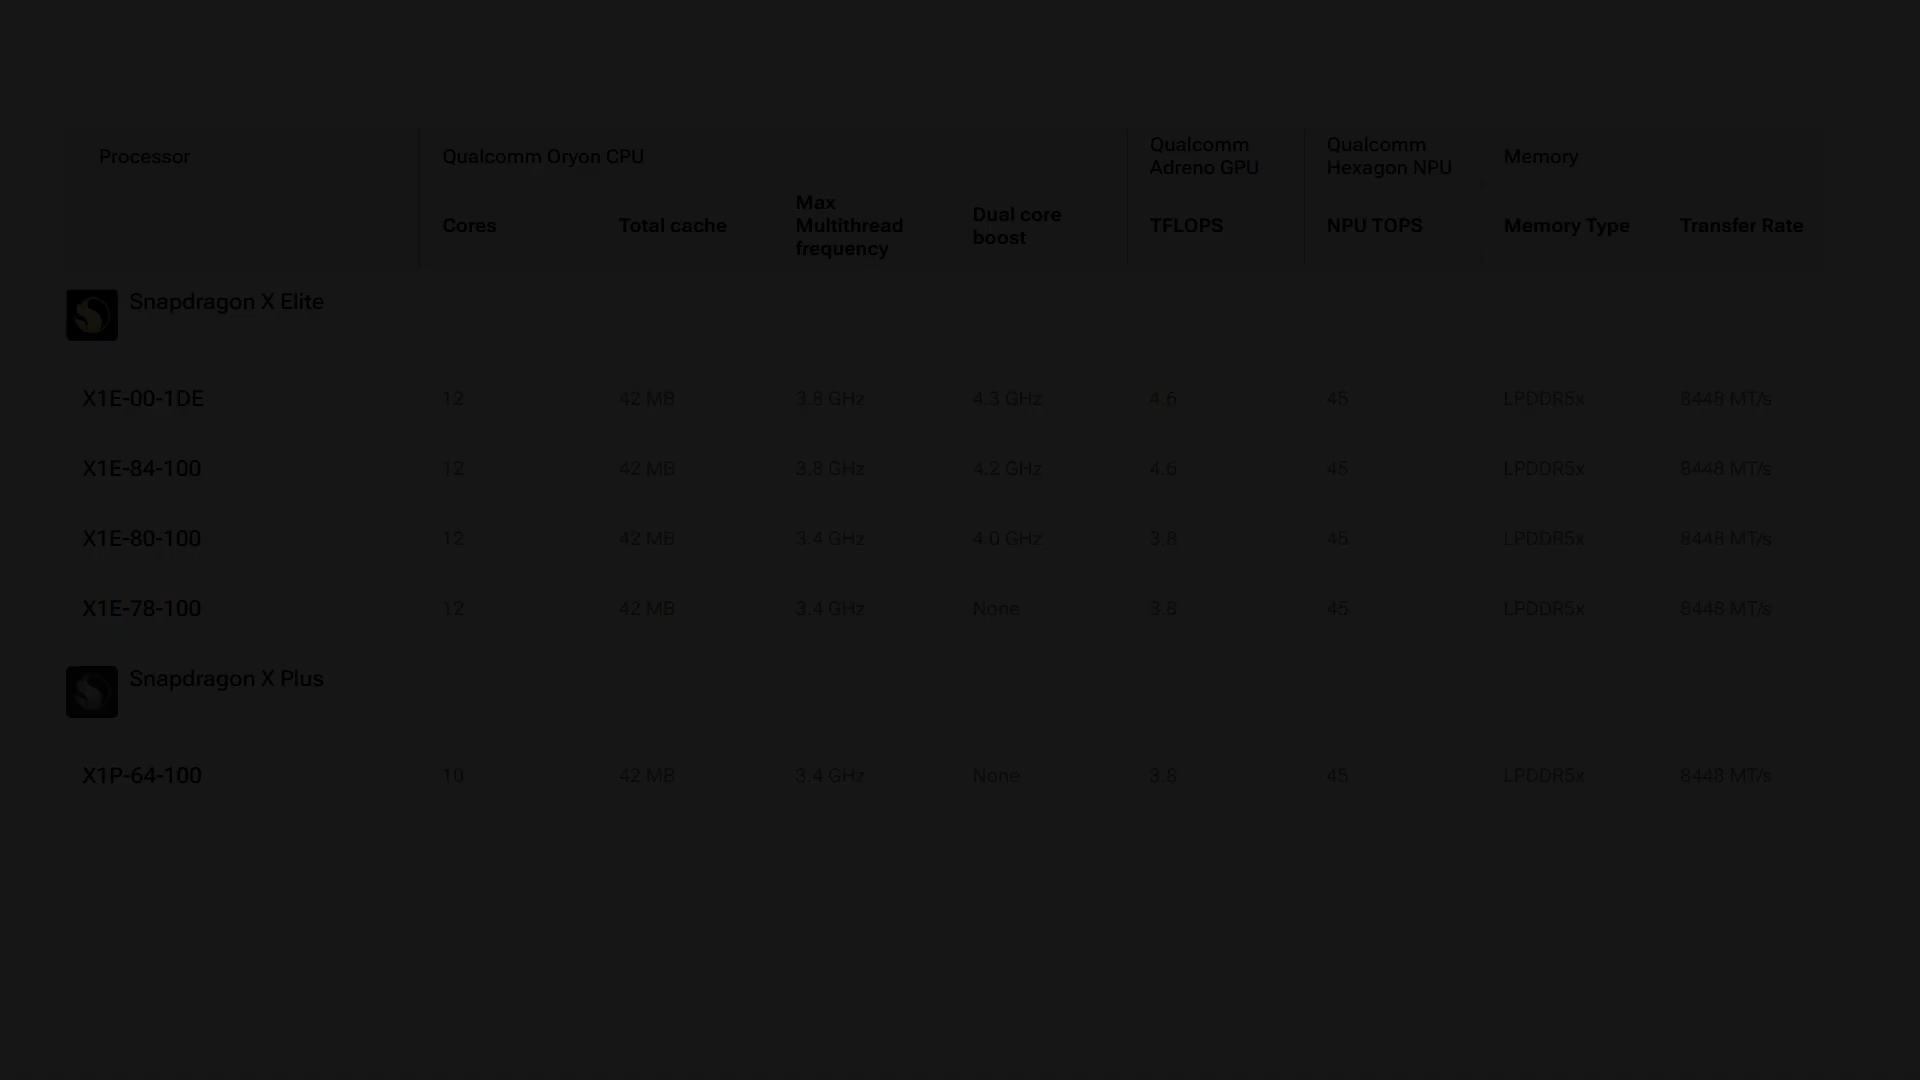 Processor
Qualcomm Oryon CPU
Qualcomm
Adreno GPU
Qualcomm
Hexagon NPU
Memory
Cores
Total cache
Max
Multithread
frequency
Dual core
boost
TFLOPS
NPU TOPS
Memory Type
Transfer Rate
Snapdragon X Elite
X1E-00-1DE 12 42 MB 3.8 GHz 4.3 GHz 4.6 45 LPDDR5x 8448 MT/s
X1E-84-100 12 42 MB 3.8 GHz 4.2 GHz 4.6 45 LPDDR5x 8448 MT/s
X1E-80-100 12 42 MB 3.4 GHz 4.0 GHz 3.8 45 LPDDR5x 8448 MT/s
X1E-78-100 12 42 MB 3.4 GHz None 3.8 45 LPDDR5x 8448 MT/s
Snapdragon X Plus
X1P-64-100 10 42 MB 3.4 GHz None 3.8 45 LPDDR5x 8448 MT/s